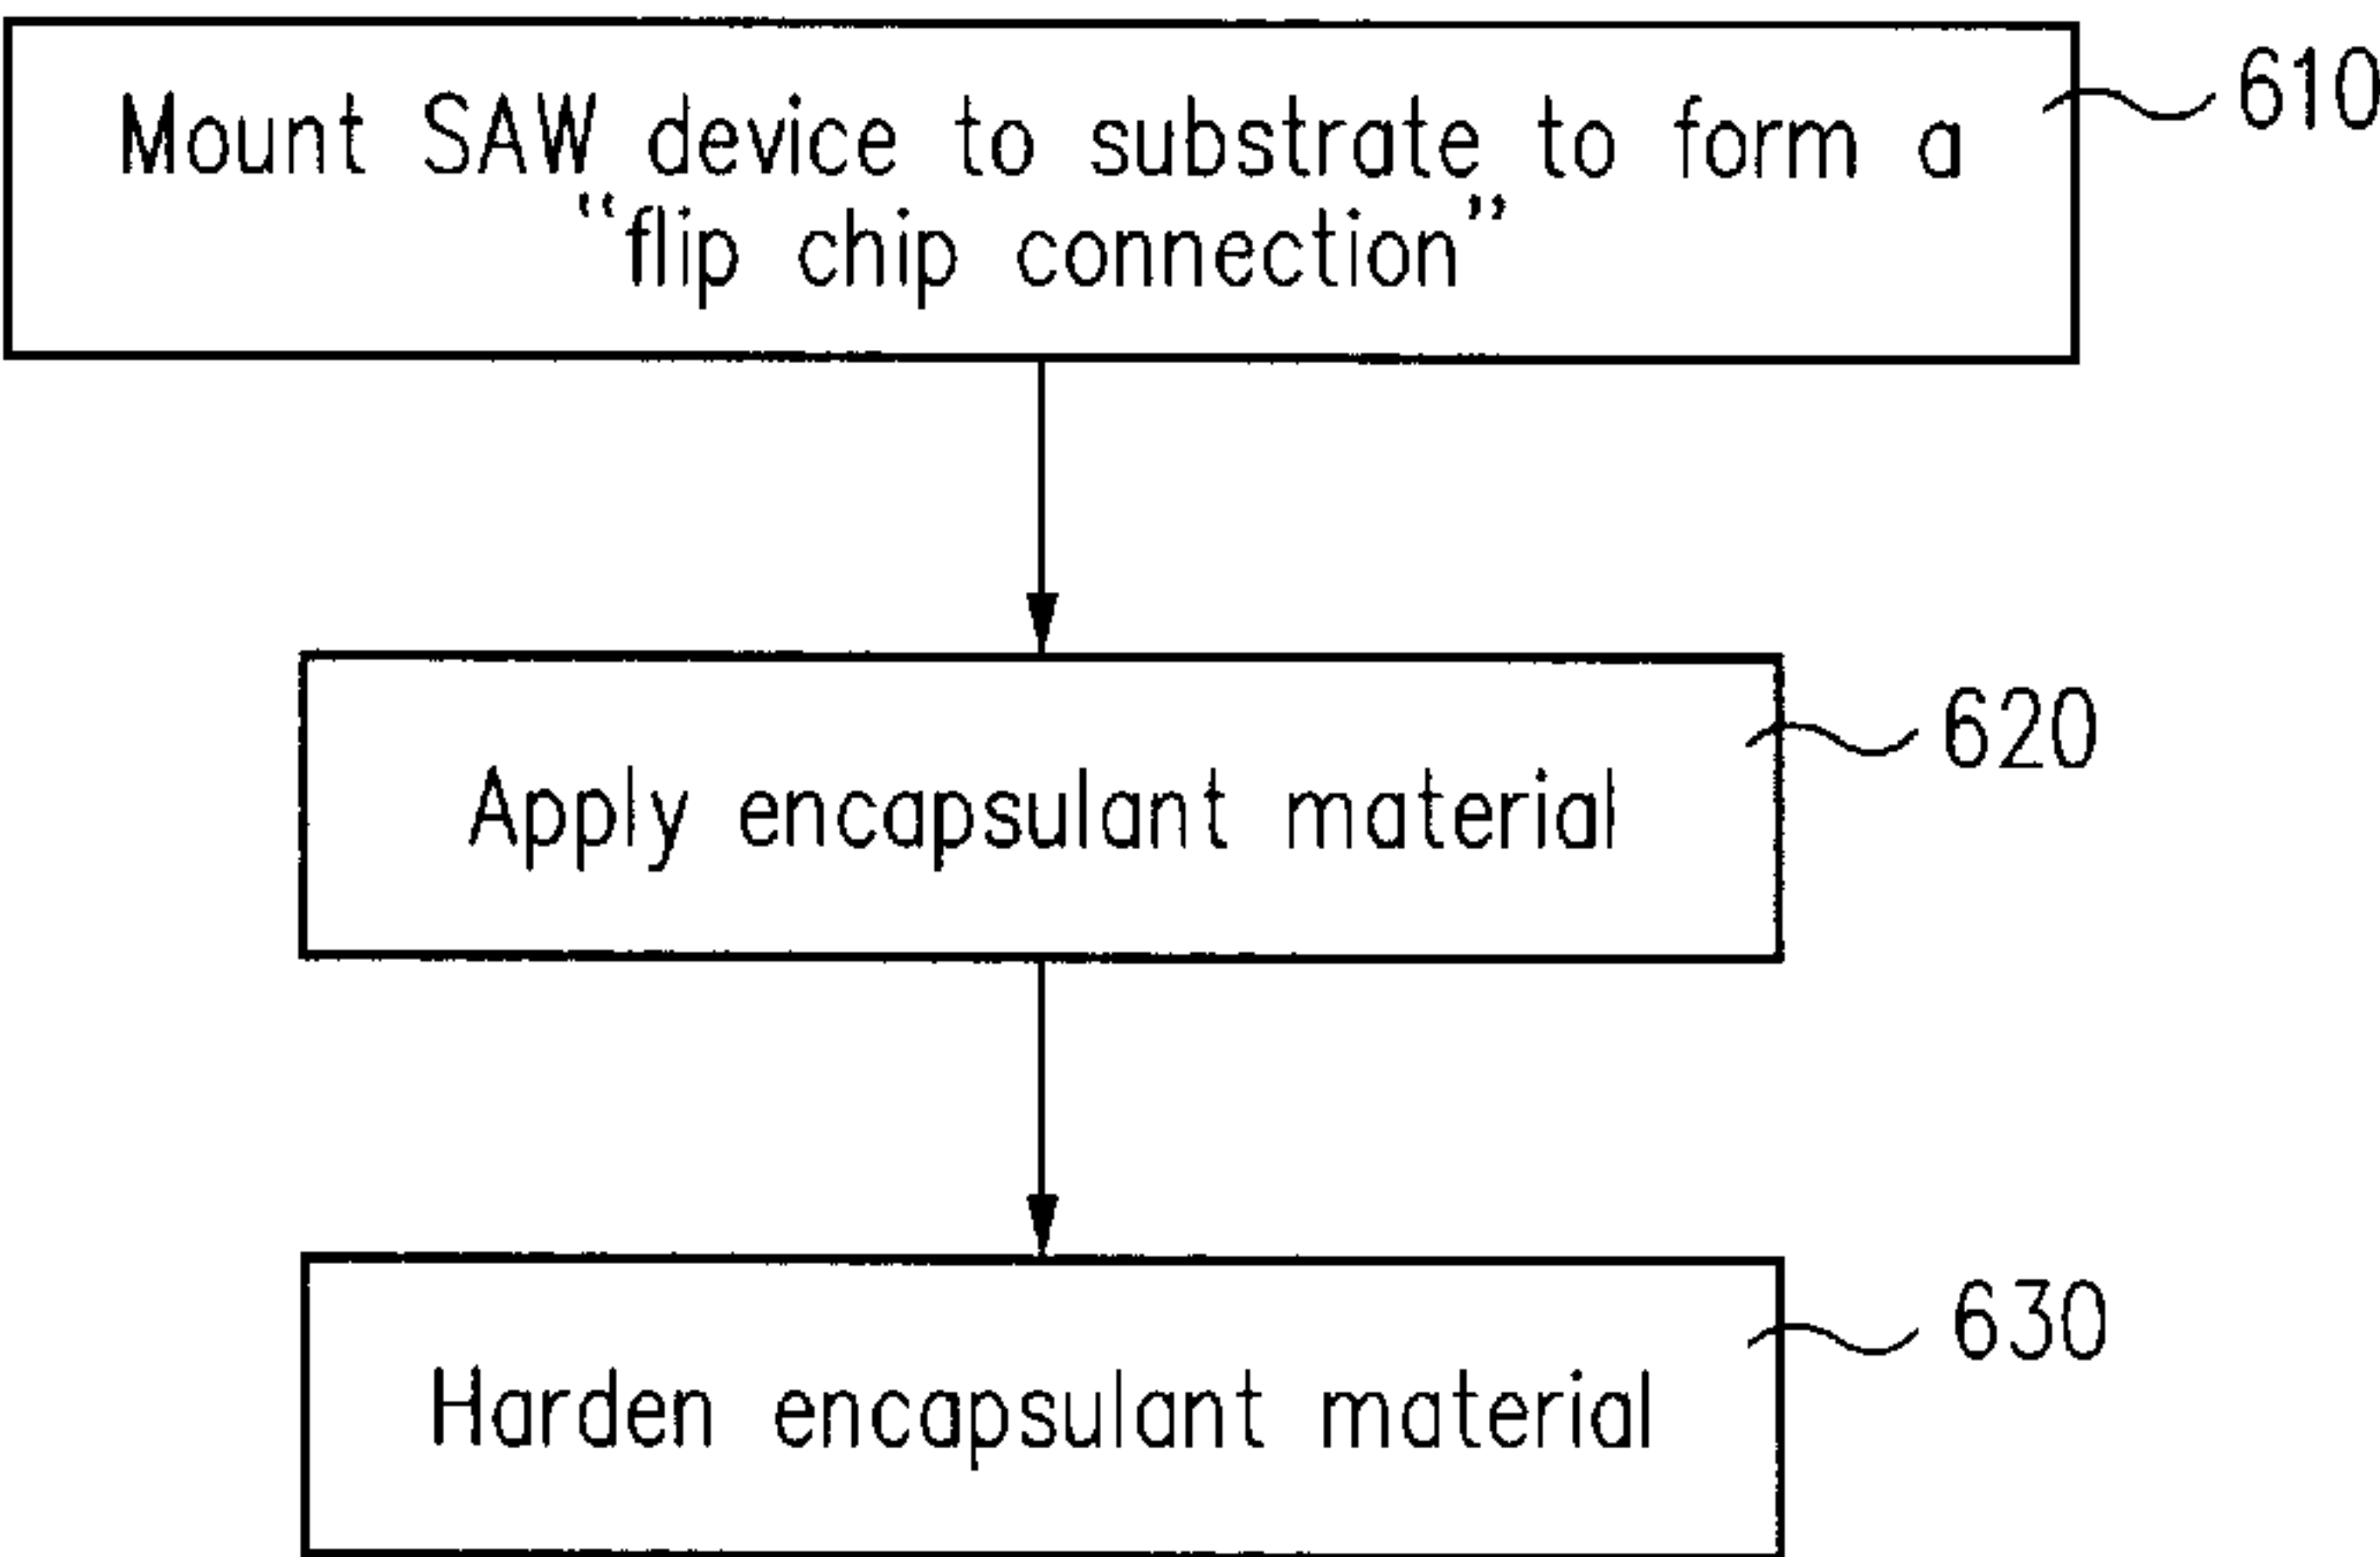 Mount SAW device to substrate to form a
“flip chip connection”
610
Apply encapsulant material
620
Harden encapsulant material
630